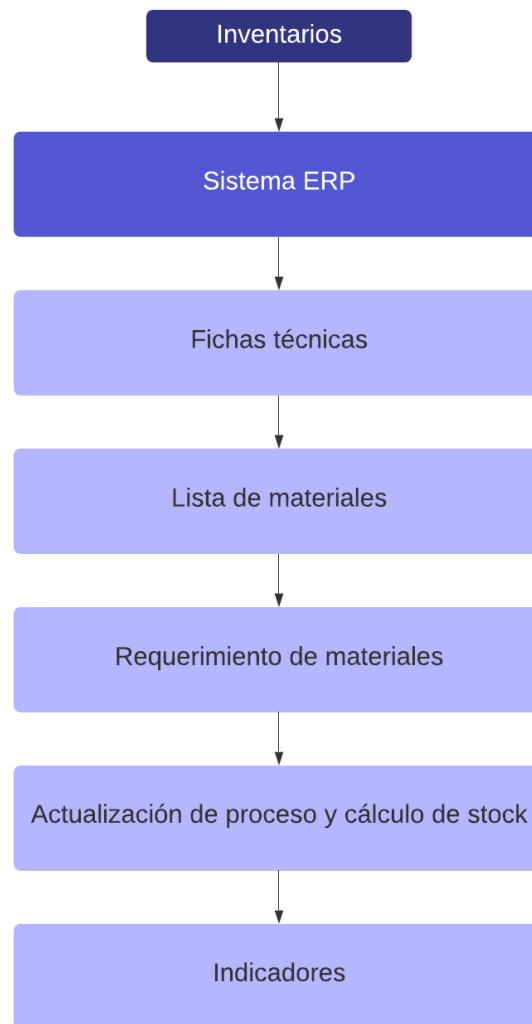 Inventarios
Sistema ERP
Fichas técnicas
Lista de materiales
Requerimiento de materiales
Actualización de proceso y cálculo de stock
Indicadores